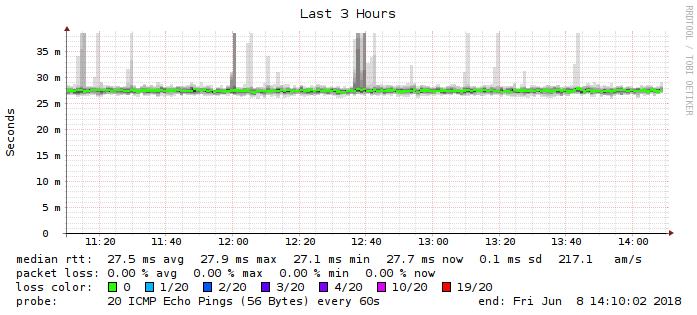 Last 3 Hours
RRDTOOL / TOBI OETIKER
Seconds
35 m
30 m
25 m
20 m
15 m
10 m
5 m
0
11:20 11:40 12:00 12:20 12:40 13:00 13:20 13:40 14:00
median rtt: 27.5 ms avg 27.9 ms max 27.1 ms min 27.7 ms now 0.1 ms sd 217.1 am/s
packet loss: 0.00 % avg 0.00 % max 0.00 % min 0.00 % now
loss color: 0 1/20 2/20 3/20 4/20 10/20 19/20
probe: 20 ICMP Echo Pings (56 Bytes) every 60s end: Fri Jun 8 14:10:02 2018